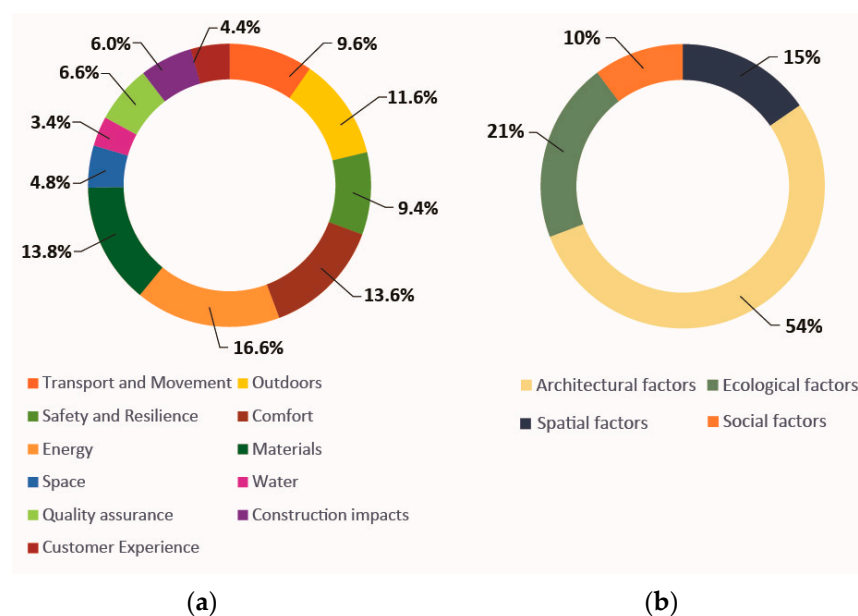 4.4%
6.0%
9.6%
10%
15%
6.6%
11.6%
3.4%
21%
4.8%
9.4%
13.8%
13.6%
54%
16.6%
Transport and Movement
Outdoors
Architectural factors
Ecological factors
Safety and Resilience
Comfort
Spatial factors
Social factors
Energy
Materials
Space
Water
Quality assurance
Construction impacts
Customer Experience
(a)
(b)